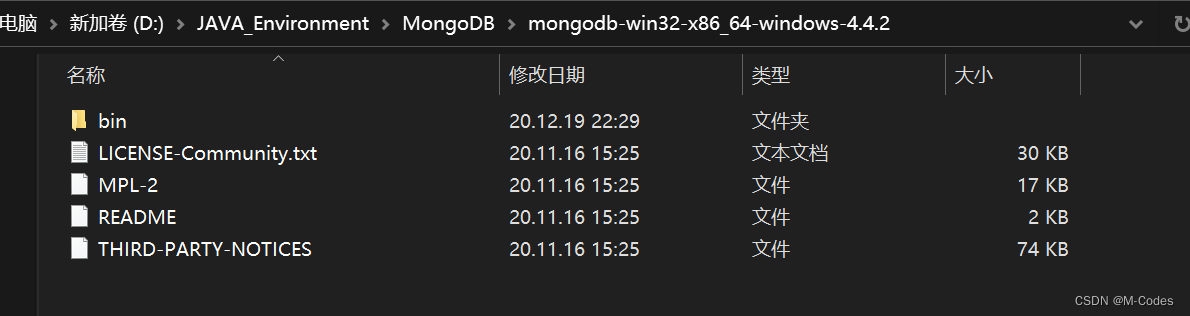 电脑 新加卷 (D:) JAVA_Environment MongoDB mongodb-win32-x86_64-windows-4.4.2
名称 修改日期 类型 大小
bin 20.12.19 22:29 文件夹
LICENSE-Community.txt 20.11.16 15:25 文本文档 30 KB
MPL-2 20.11.16 15:25 文件 17 KB
README 20.11.16 15:25 文件 2 KB
THIRD-PARTY-NOTICES 20.11.16 15:25 文件 74 KB
CSDN @M-Codes